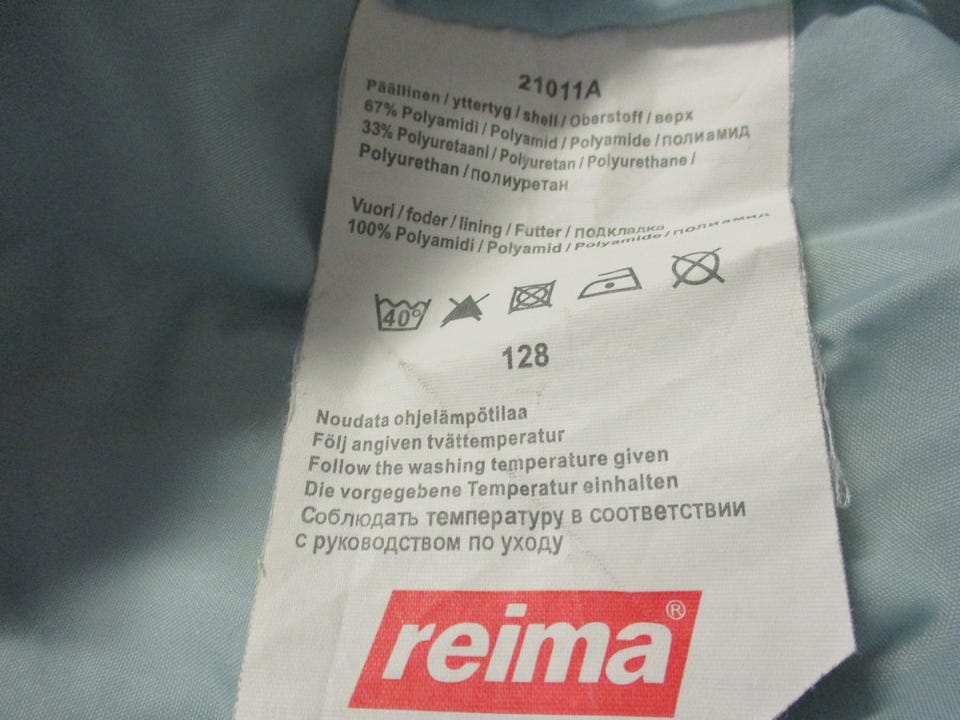 21011A
Päällinen / yttertyg / shell / Oberstoff / верх
67% Polyamidi / Polyamid / Polyamide / полиамид
33% Polyuretaani / Polyuretan / Polyurethane /
Polyurethan / полиуретан
Vuori / foder / lining / Futter / подкладка
100% Polyamidi / Polyamid / Polyamide / полиамид
40°
128
Noudata ohjelämpötilaa
Följ angiven tvättemperatur
Follow the washing temperature given
Die vorgegebene Temperatur einhalten
Соблюдать температуру в соответствии
с руководством по уходу
reima®